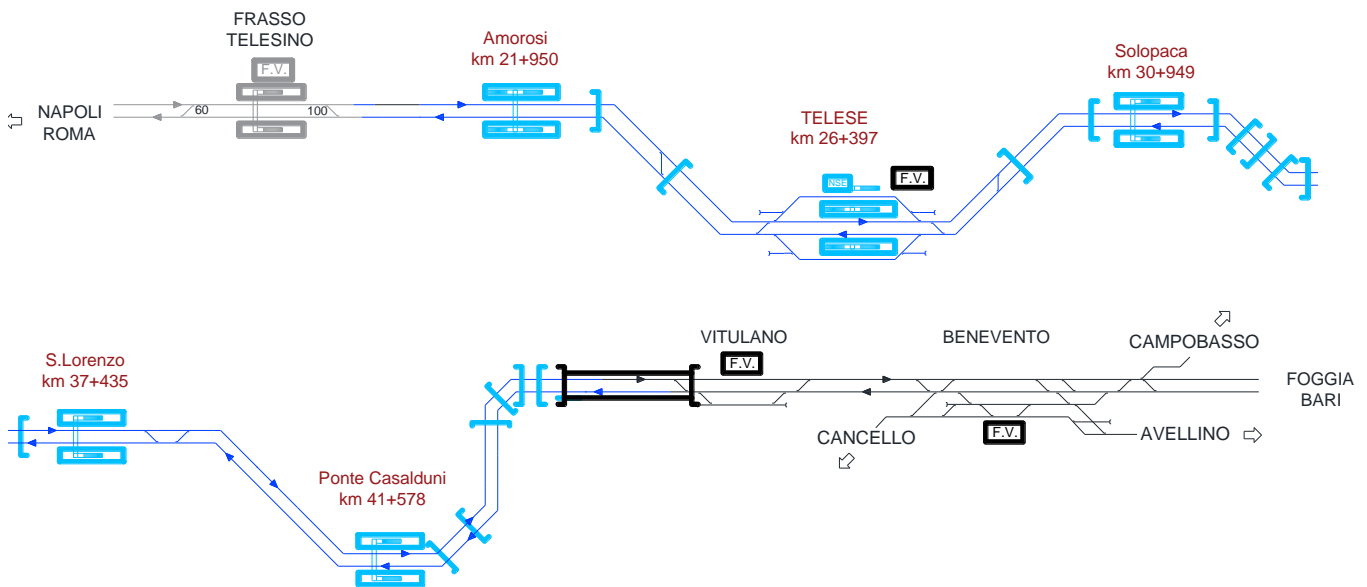 FRASSO
TELESINO
F.V.
NAPOLI
ROMA
60
100
Amorosi
km 21+950
TELESE
km 26+397
NSE
F.V.
Solopaca
km 30+949
S.Lorenzo
km 37+435
Ponte Casalduni
km 41+578
VITULANO
F.V.
BENEVENTO
CAMPOBASSO
FOGGIA
BARI
CANCELLO
F.V.
AVELLINO